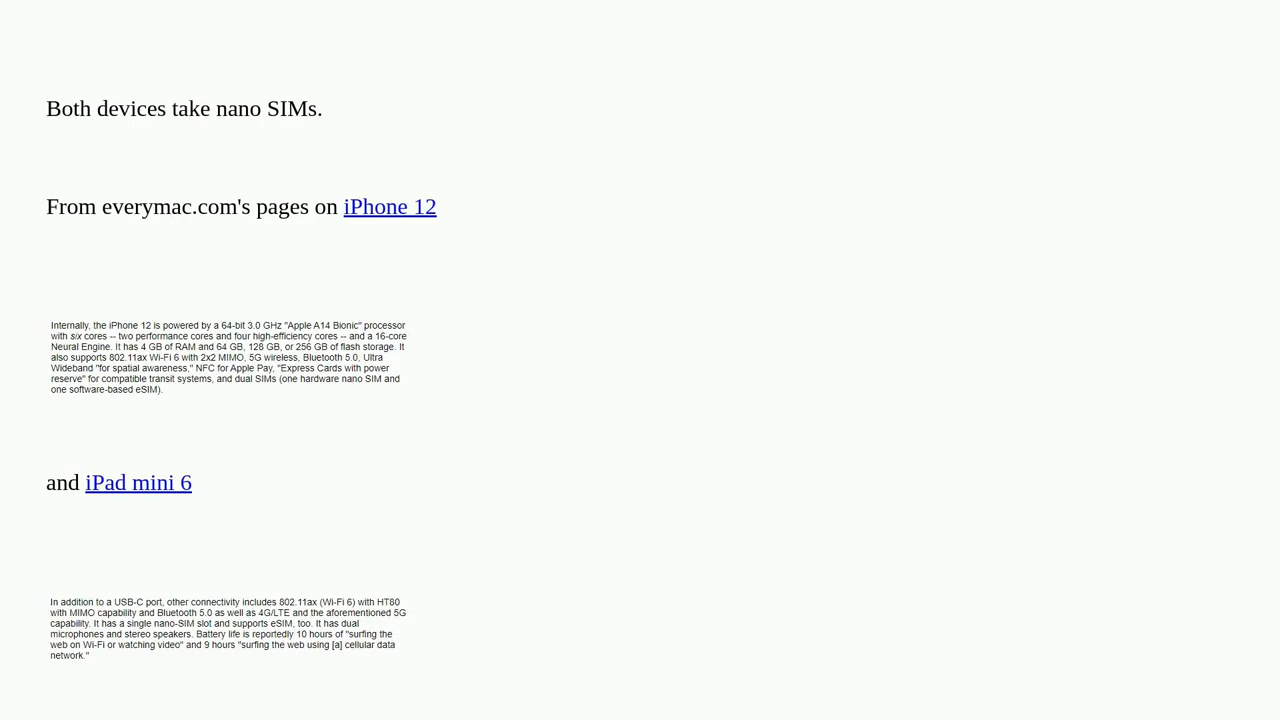 Both devices take nano SIMs.
From everymac.com's pages on iPhone 12
Internally, the iPhone 12 is powered by a 64-bit 3.0 GHz "Apple A14 Bionic" processor
with six cores -- two performance cores and four high-efficiency cores -- and a 16-core
Neural Engine. It has 4 GB of RAM and 64 GB, 128 GB, or 256 GB of flash storage. It
also supports 802.11ax Wi-Fi 6 with 2x2 MIMO, 5G wireless, Bluetooth 5.0, Ultra
Wideband "for spatial awareness," NFC for Apple Pay, "Express Cards with power
reserve" for compatible transit systems, and dual SIMs (one hardware nano SIM and
one software-based eSIM).
and iPad mini 6
In addition to a USB-C port, other connectivity includes 802.11ax (Wi-Fi 6) with HT80
with MIMO capability and Bluetooth 5.0 as well as 4G/LTE and the aforementioned 5G
capability. It has a single nano-SIM slot and supports eSIM, too. It has dual
microphones and stereo speakers. Battery life is reportedly 10 hours of "surfing the
web on Wi-Fi or watching video" and 9 hours "surfing the web using [a] cellular data
network."